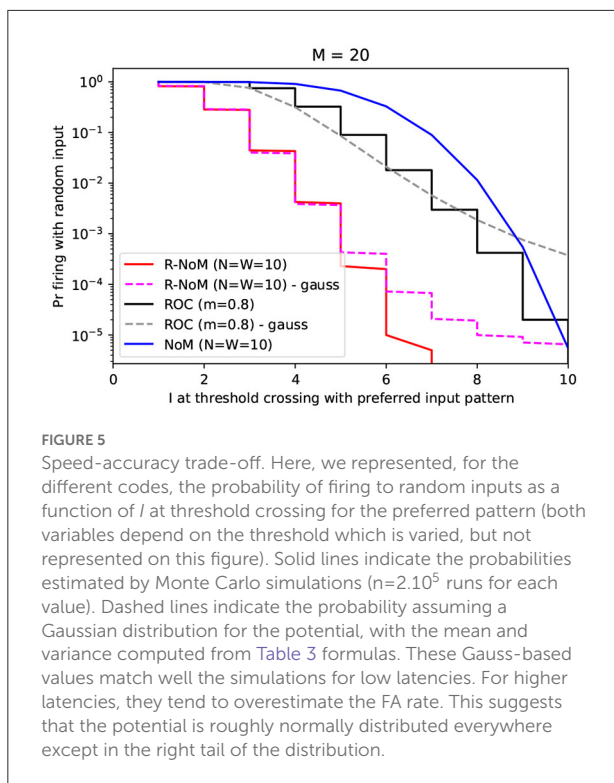 M = 20
10⁰
10⁻¹
10⁻²
10⁻³
10⁻⁴
10⁻⁵
Pr firing with random input
R-NoM (N=W=10)
R-NoM (N=W=10) - gauss
ROC (m=0.8)
ROC (m=0.8) - gauss
NoM (N=W=10)
0 2 4 6 8 10
I at threshold crossing with preferred input pattern
FIGURE 5
Speed-accuracy trade-off. Here, we represented, for the
different codes, the probability of firing to random inputs as a
function of I at threshold crossing for the preferred pattern (both
variables depend on the threshold which is varied, but not
represented on this figure). Solid lines indicate the probabilities
estimated by Monte Carlo simulations (n=2.10⁵ runs for each
value). Dashed lines indicate the probability assuming a
Gaussian distribution for the potential, with the mean and
variance computed from Table 3 formulas. These Gauss-based
values match well the simulations for low latencies. For higher
latencies, they tend to overestimate the FA rate. This suggests
that the potential is roughly normally distributed everywhere
except in the right tail of the distribution.